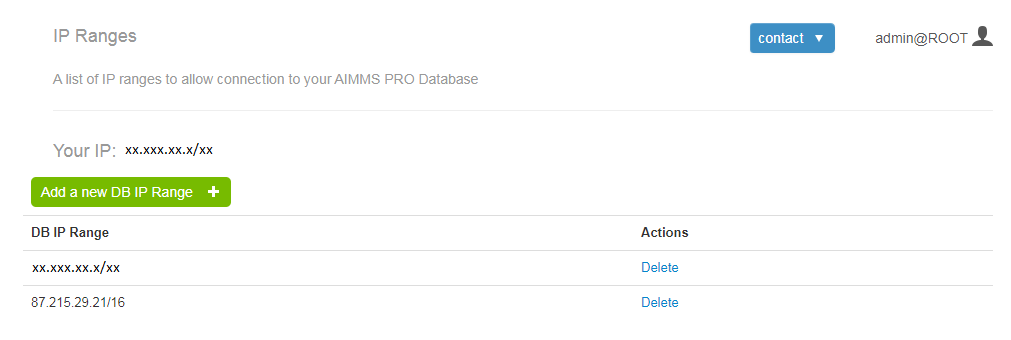 IP Ranges
contact
admin@ROOT
A list of IP ranges to allow connection to your AIMMS PRO Database
Your IP: xx.xxx.xx.x/xx
Add a new DB IP Range +
DB IP Range Actions
xx.xxx.xx.x/xx Delete
87.215.29.21/16 Delete